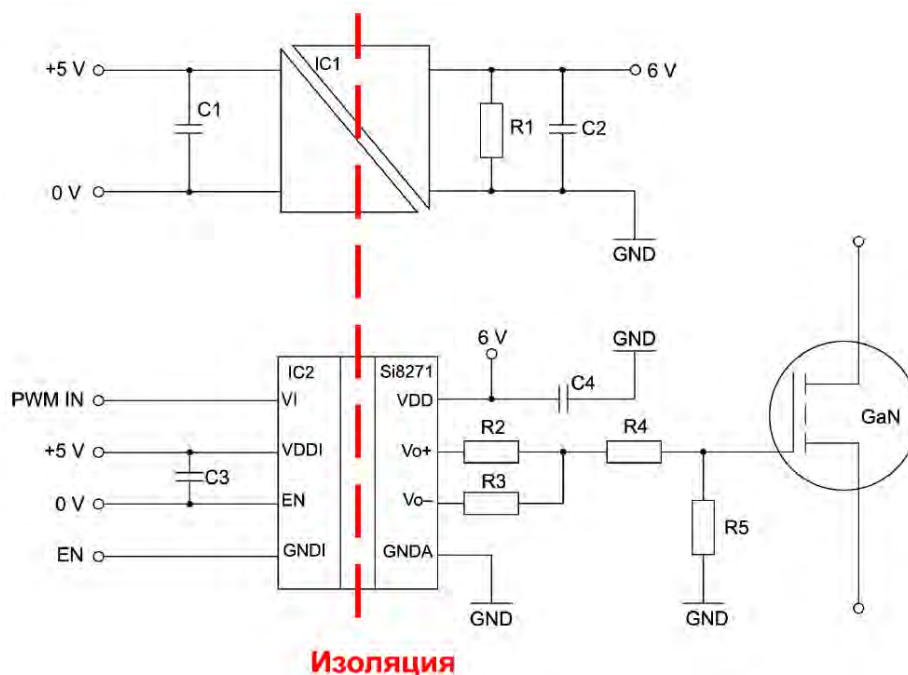 +5 V
C1
0 V
IC1
R1
C2
6 V
GND
PWM IN
+5 V
C3
0 V
EN
IC2
Si8271
VI
VDD
VDDI
Vo+
EN
Vo–
GNDI
GNDA
6 V
C4
GND
R2
R3
R4
R5
GND
GND
GaN
Изоляция